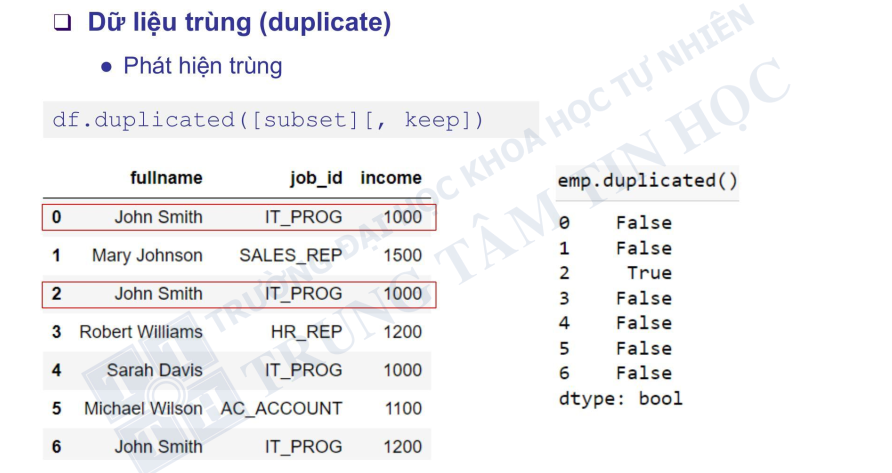 Dữ liệu trùng (duplicate)
Phát hiện trùng
df.duplicated([subset][, keep])
fullname job_id income
0 John Smith IT_PROG 1000
1 Mary Johnson SALES_REP 1500
2 John Smith IT_PROG 1000
3 Robert Williams HR_REP 1200
4 Sarah Davis IT_PROG 1000
5 Michael Wilson AC_ACCOUNT 1100
6 John Smith IT_PROG 1200
emp.duplicated()
0 False
1 False
2 True
3 False
4 False
5 False
6 False
dtype: bool
TRƯỜNG ĐẠI HỌC KHOA HỌC TỰ NHIÊN
TRUNG TÂM TIN HỌC